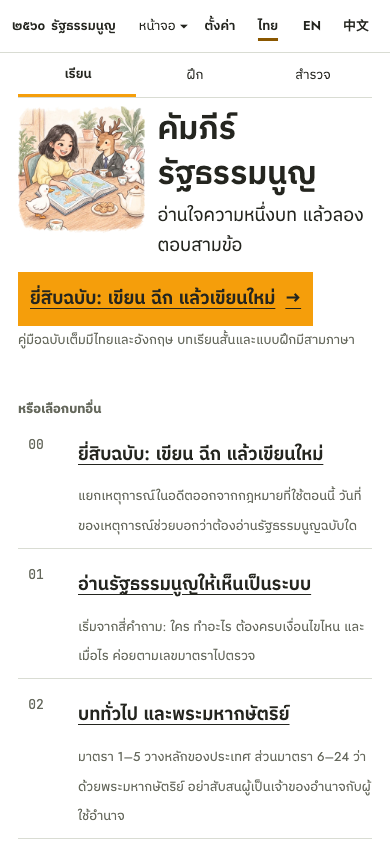 ๒๕๖๐ รัฐธรรมนูญ
หน้าจอ
ตั้งค่า
ไทย
EN
中文
เรียน
ฝึก
สำรวจ
คัมภีร์
รัฐธรรมนูญ
อ่านใจความหนึ่งบท แล้วลอง
ตอบสามข้อ
ยี่สิบฉบับ: เขียน ฉีก แล้วเขียนใหม่ →
คู่มือฉบับเต็มมีไทยและอังกฤษ บทเรียนสั้นและแบบฝึกมีสามภาษา
หรือเลือกบทอื่น
00
ยี่สิบฉบับ: เขียน ฉีก แล้วเขียนใหม่
แยกเหตุการณ์ในอดีตออกจากกฎหมายที่ใช้ตอนนี้ วันที่
ของเหตุการณ์ช่วยบอกว่าต้องอ่านรัฐธรรมนูญฉบับใด
01
อ่านรัฐธรรมนูญให้เห็นเป็นระบบ
เริ่มจากสี่คำถาม: ใคร ทำอะไร ต้องครบเงื่อนไขไหน และ
เมื่อไร ค่อยตามเลขมาตราไปตรวจ
02
บททั่วไป และพระมหากษัตริย์
มาตรา 1–5 วางหลักของประเทศ ส่วนมาตรา 6–24 ว่า
ด้วยพระมหากษัตริย์ อย่าสับสนผู้เป็นเจ้าของอำนาจกับผู้
ใช้อำนาจ